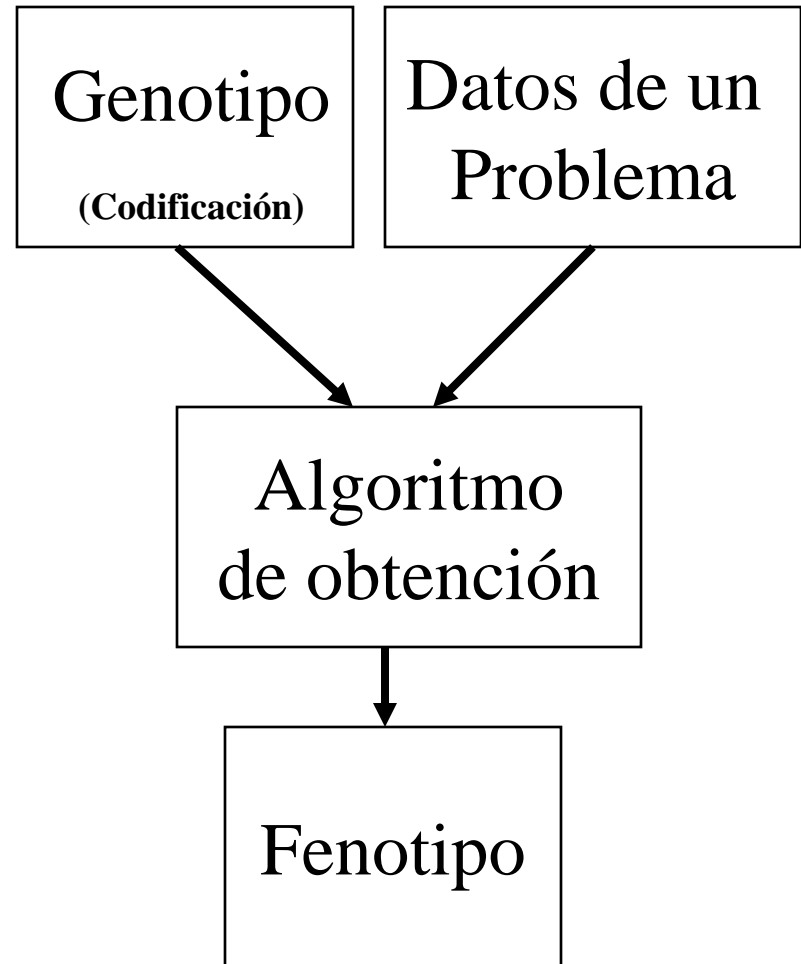 Genotipo
(Codificación)
Datos de un
Problema
Algoritmo
de obtención
Fenotipo